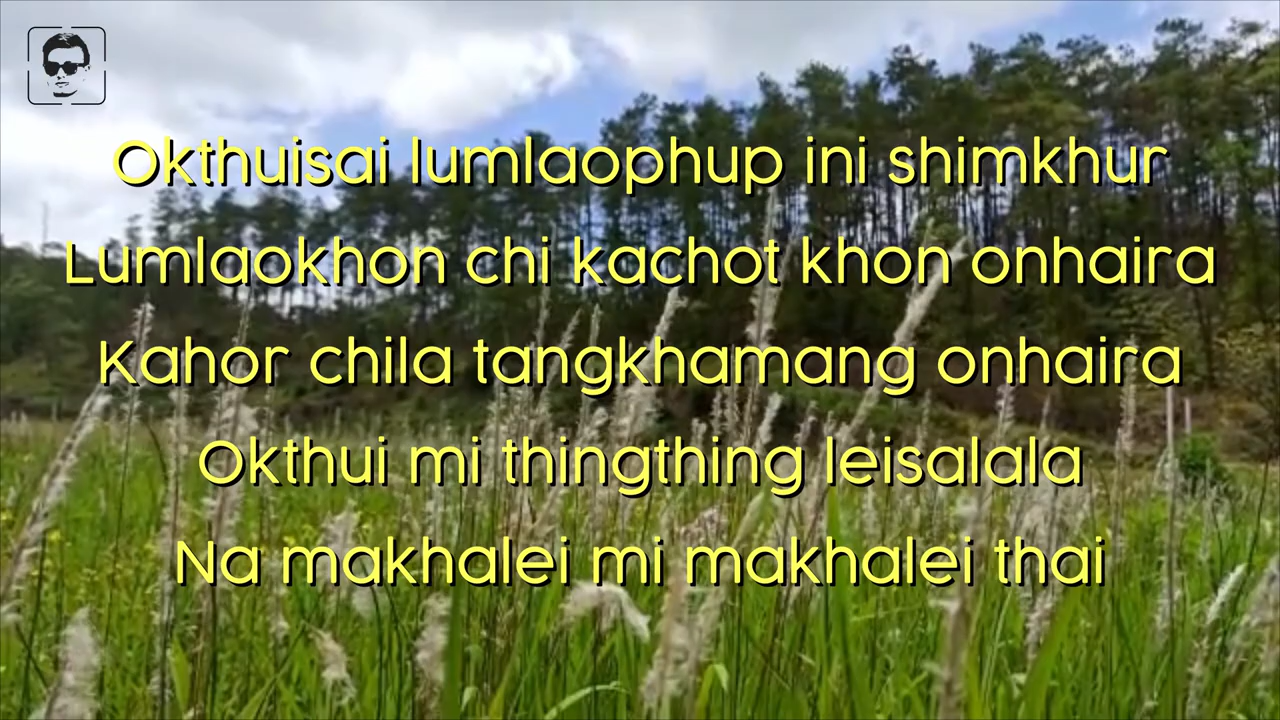 Okthuisai lumlaophup ini shimkhur
Lumlaokhon chi kachot khon onhaira
Kahor chila tangkhamang onhaira
Okthui mi thingthing leisalala
Na makhalei mi makhalei thai